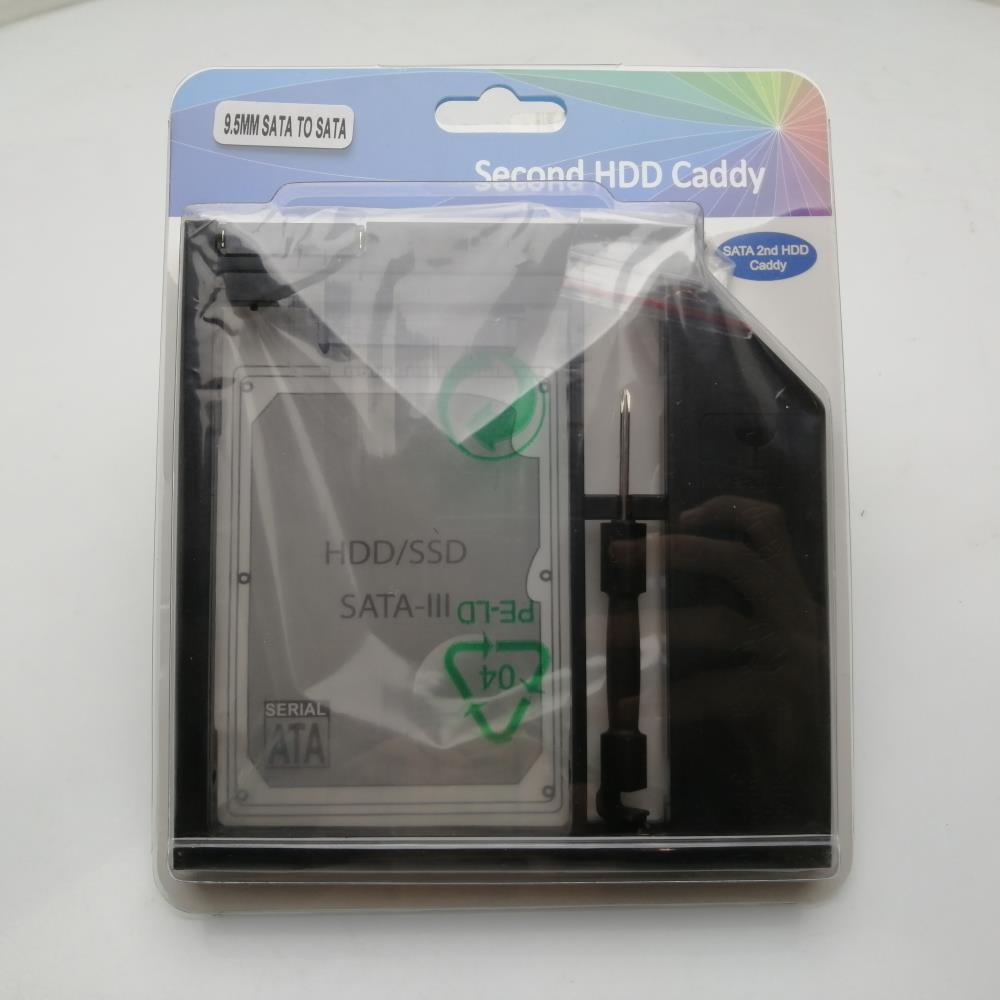 9.5MM SATA TO SATA
Second HDD Caddy
SATA 2nd HDD
Caddy
HDD/SSD
SATA-III
PE-LD
04
SERIAL
ATA